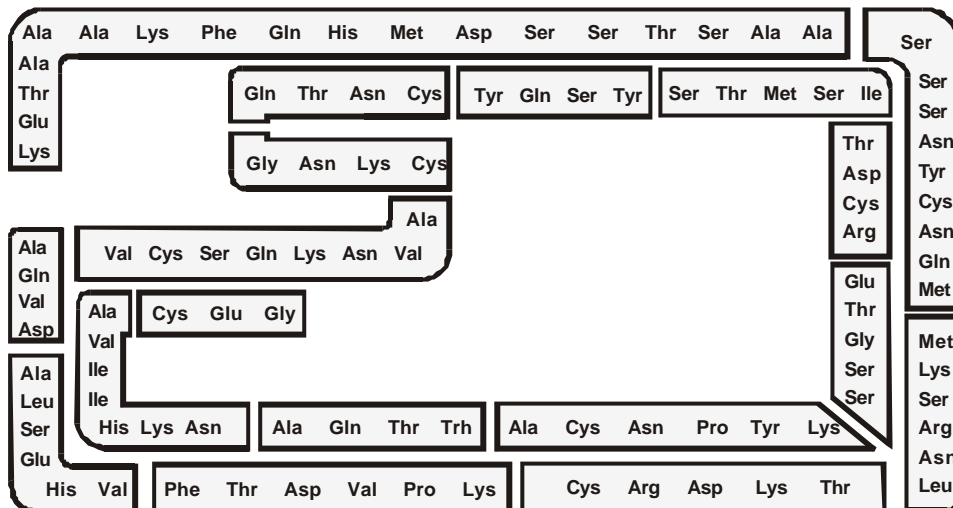 Ala Ala Lys Phe Gln His Met Asp Ser Ser Thr Ser Ala Ala
Ala
Thr
Glu
Lys
Ser
Ser
Ser
Asn
Tyr
Cys
Asn
Gln
Met
Gln Thr Asn Cys
Tyr Gln Ser Tyr
Ser Thr Met Ser Ile
Gly Asn Lys Cys
Thr
Asp
Cys
Arg
Ala
Val Cys Ser Gln Lys Asn Val
Ala
Gln
Val
Asp
Ala
Val
Ile
Ile
His Lys Asn
Cys Glu Gly
Glu
Thr
Gly
Ser
Ser
Met
Lys
Ser
Arg
Asn
Leu
Ala
Leu
Ser
Glu
His Val
Ala Gln Thr Trh
Ala Cys Asn Pro Tyr Lys
Phe Thr Asp Val Pro Lys
Cys Arg Asp Lys Thr